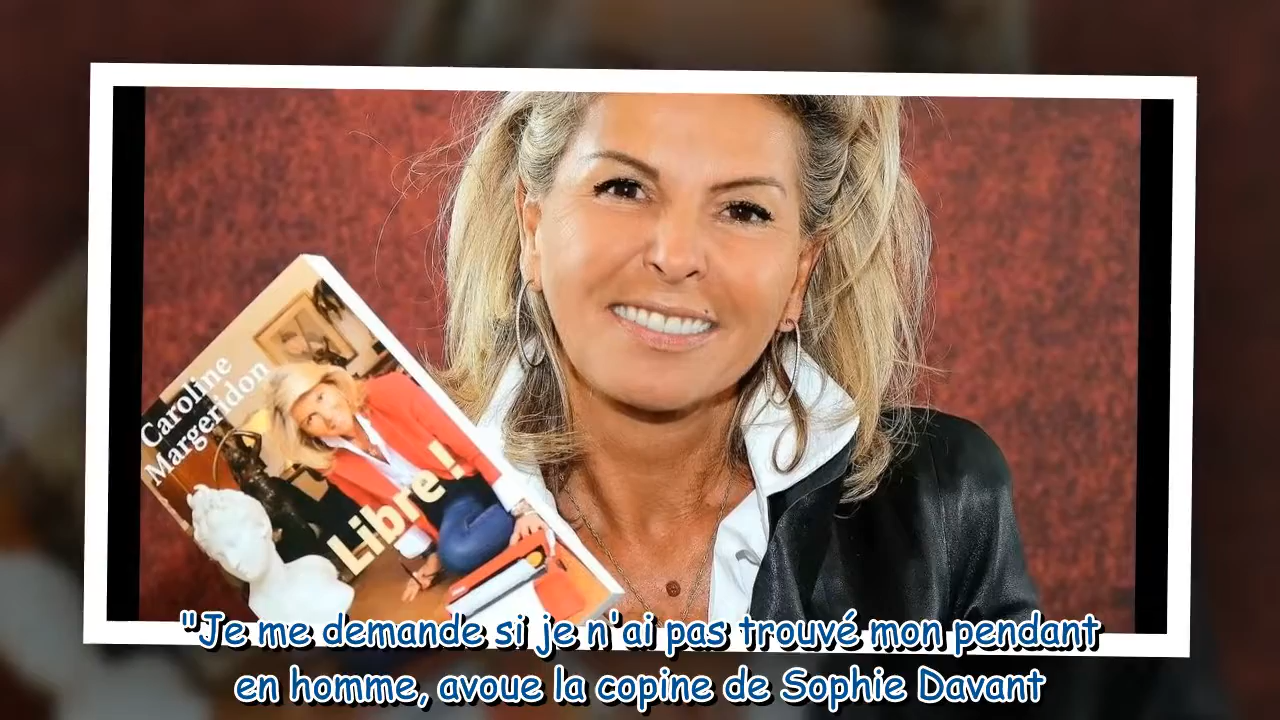 Caroline
Margeridon
Libre !
"Je me demande si je n'ai pas trouvé mon pendant
en homme, avoue la copine de Sophie Davant